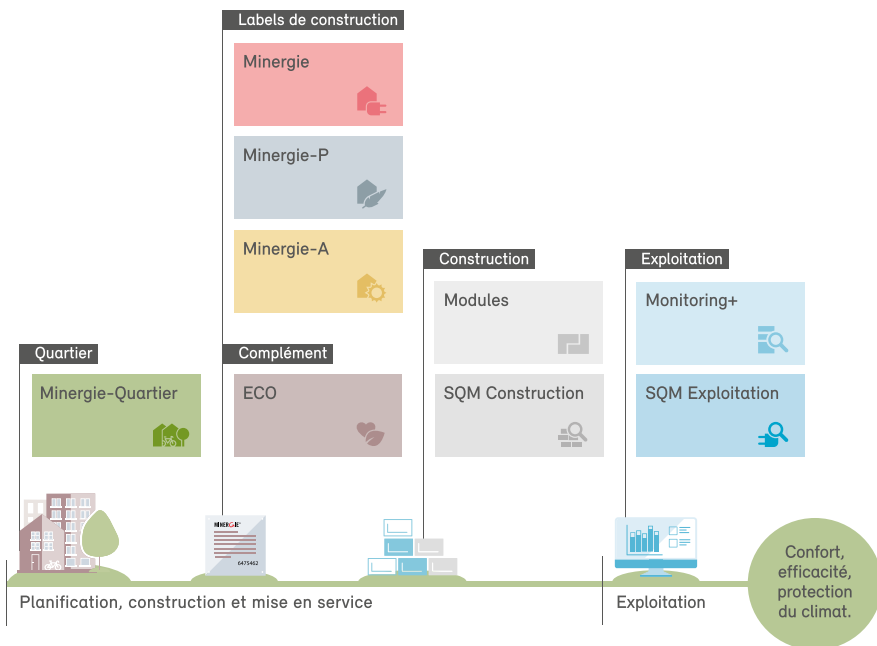 Labels de construction
Minergie
Minergie-P
Minergie-A
Construction
Exploitation
Modules
Monitoring+
Quartier
Complément
Minergie-Quartier
ECO
SQM Construction
SQM Exploitation
MINERGIE®
6475462
Confort,
efficacité,
protection
du climat.
Planification, construction et mise en service
Exploitation